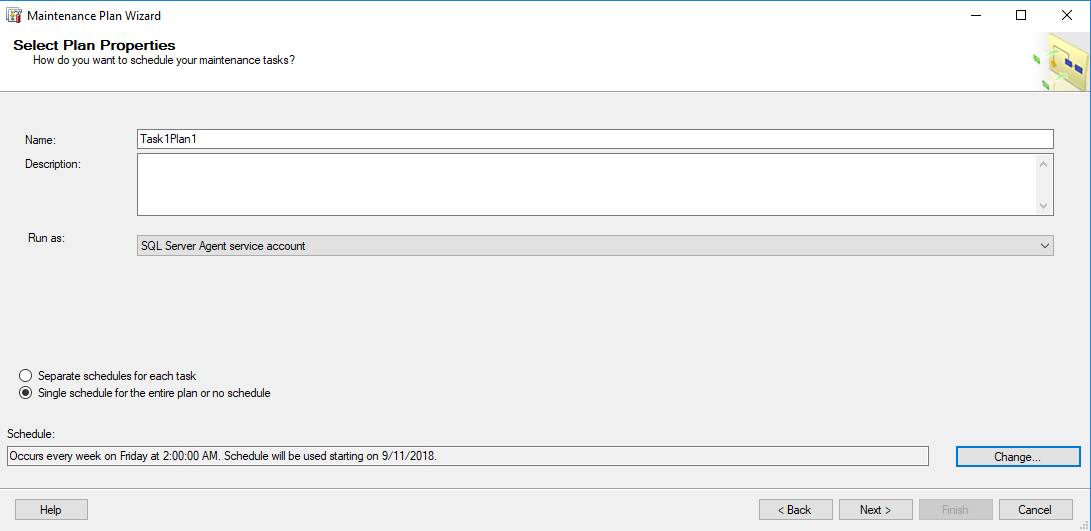 Maintenance Plan Wizard
Select Plan Properties
How do you want to schedule your maintenance tasks?
Name:
Task1Plan1
Description:
Run as:
SQL Server Agent service account
Separate schedules for each task
Single schedule for the entire plan or no schedule
Schedule:
Occurs every week on Friday at 2:00:00 AM. Schedule will be used starting on 9/11/2018.
Change...
Help
< Back
Next >
Finish
Cancel